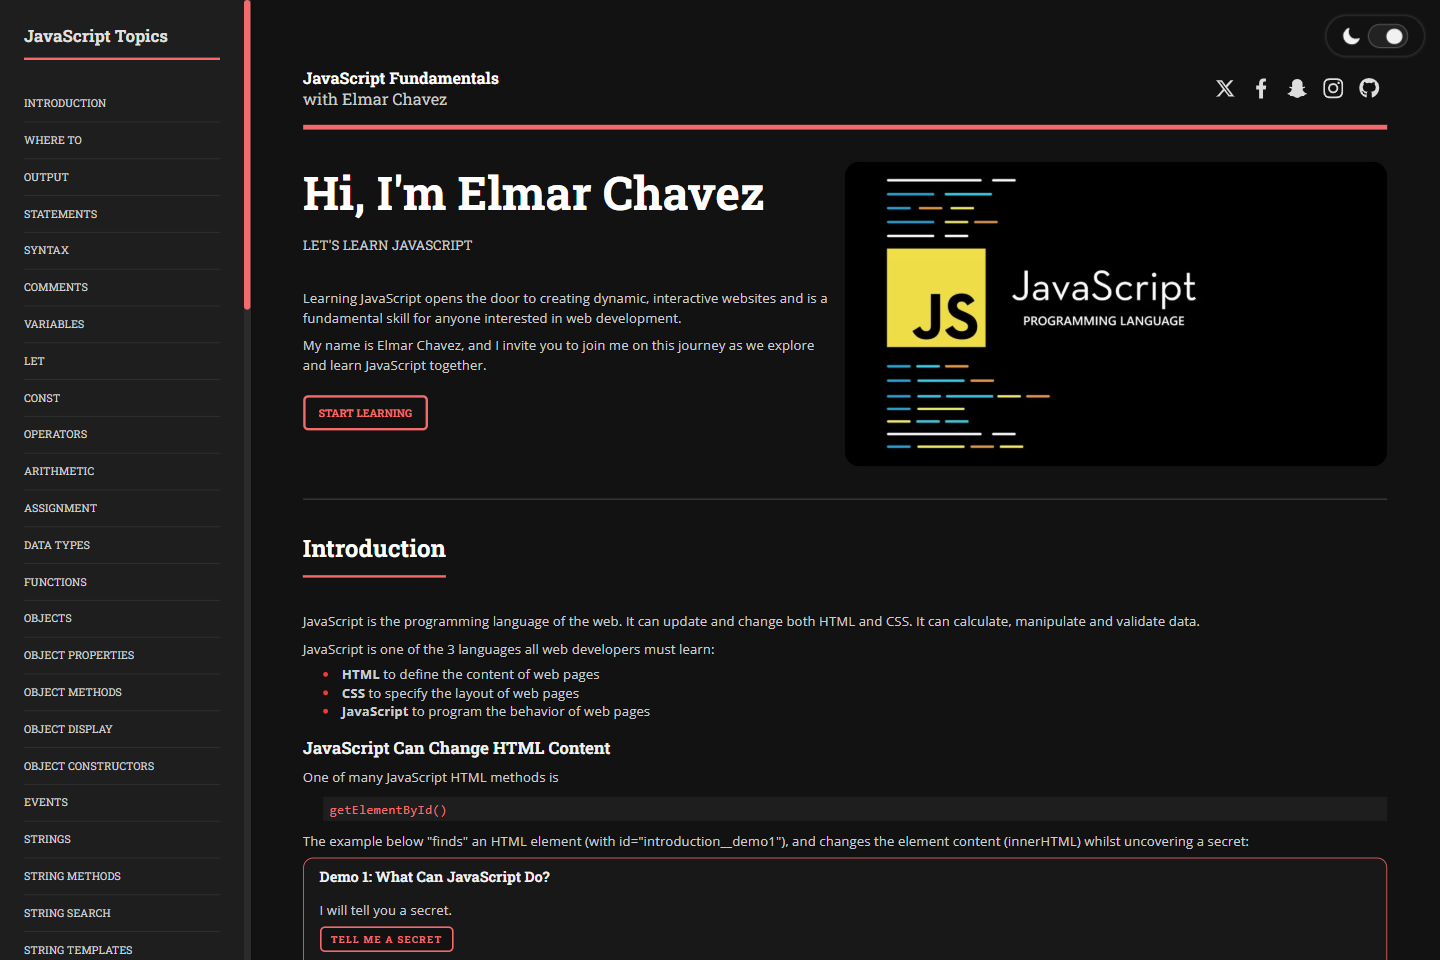 JavaScript Topics
INTRODUCTION
WHERE TO
OUTPUT
STATEMENTS
SYNTAX
COMMENTS
VARIABLES
LET
CONST
OPERATORS
ARITHMETIC
ASSIGNMENT
DATA TYPES
FUNCTIONS
OBJECTS
OBJECT PROPERTIES
OBJECT METHODS
OBJECT DISPLAY
OBJECT CONSTRUCTORS
EVENTS
STRINGS
STRING METHODS
STRING SEARCH
STRING TEMPLATES
JavaScript Fundamentals
with Elmar Chavez
Hi, I'm Elmar Chavez
LET'S LEARN JAVASCRIPT
Learning JavaScript opens the door to creating dynamic, interactive websites and is a
fundamental skill for anyone interested in web development.
My name is Elmar Chavez, and I invite you to join me on this journey as we explore
and learn JavaScript together.
START LEARNING
JS
JavaScript
PROGRAMMING LANGUAGE
Introduction
JavaScript is the programming language of the web. It can update and change both HTML and CSS. It can calculate, manipulate and validate data.
JavaScript is one of the 3 languages all web developers must learn:
HTML to define the content of web pages
CSS to specify the layout of web pages
JavaScript to program the behavior of web pages
JavaScript Can Change HTML Content
One of many JavaScript HTML methods is
getElementById()
The example below "finds" an HTML element (with id="introduction__demo1"), and changes the element content (innerHTML) whilst uncovering a secret:
Demo 1: What Can JavaScript Do?
I will tell you a secret.
TELL ME A SECRET